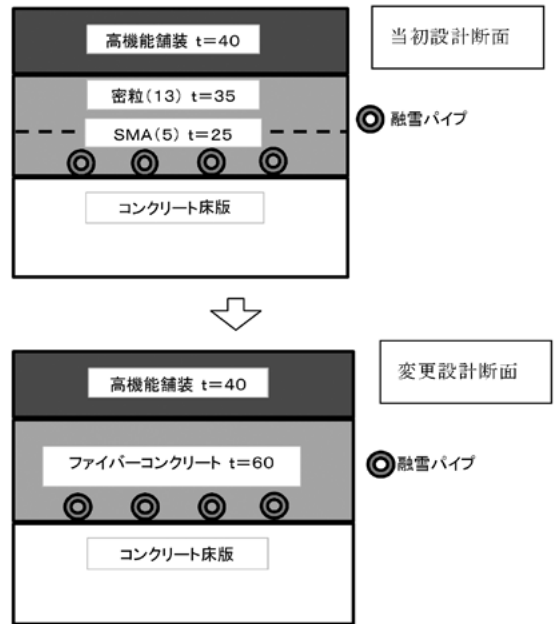 高機能舗装 t＝40
当初設計断面
密粒(13) t＝35
融雪パイプ
SMA(5) t＝25
コンクリート床版
高機能舗装 t＝40
変更設計断面
ファイバーコンクリート t＝60
融雪パイプ
コンクリート床版